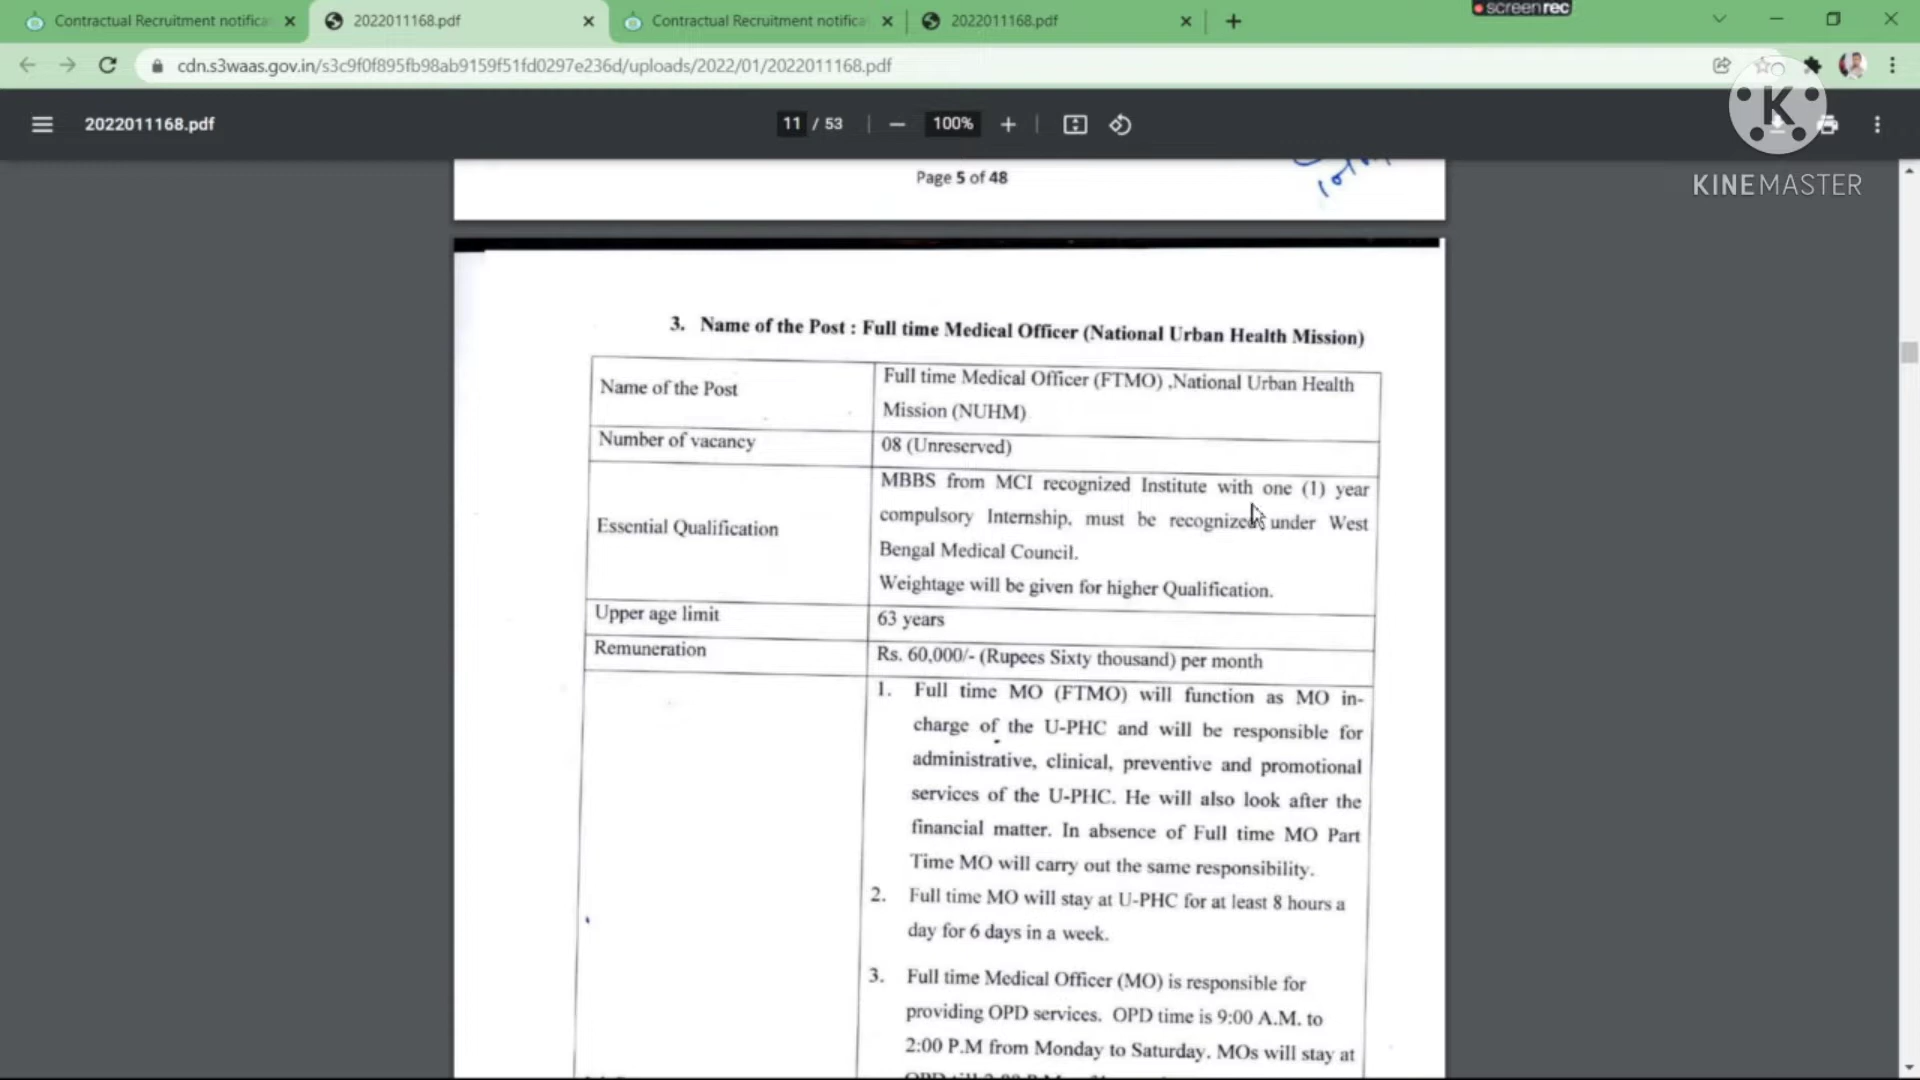 Contractual Recruitment notifica
2022011168.pdf
Contractual Recruitment notifica
2022011168.pdf
screenrec
cdn.s3waas.gov.in/s3c9f0f895fb98ab9159f51fd0297e236d/uploads/2022/01/2022011168.pdf
2022011168.pdf
11 / 53
100%
K
KINEMASTER
Page 5 of 48
3. Name of the Post : Full time Medical Officer (National Urban Health Mission)
Name of the Post
Full time Medical Officer (FTMO) ,National Urban Health
Mission (NUHM)
Number of vacancy
08 (Unreserved)
Essential Qualification
MBBS from MCI recognized Institute with one (1) year
compulsory Internship, must be recognized under West
Bengal Medical Council.
Weightage will be given for higher Qualification.
Upper age limit
63 years
Remuneration
Rs. 60,000/- (Rupees Sixty thousand) per month
1. Full time MO (FTMO) will function as MO in-
charge of the U-PHC and will be responsible for
administrative, clinical, preventive and promotional
services of the U-PHC. He will also look after the
financial matter. In absence of Full time MO Part
Time MO will carry out the same responsibility.
2. Full time MO will stay at U-PHC for at least 8 hours a
day for 6 days in a week.
3. Full time Medical Officer (MO) is responsible for
providing OPD services. OPD time is 9:00 A.M. to
2:00 P.M from Monday to Saturday. MOs will stay at